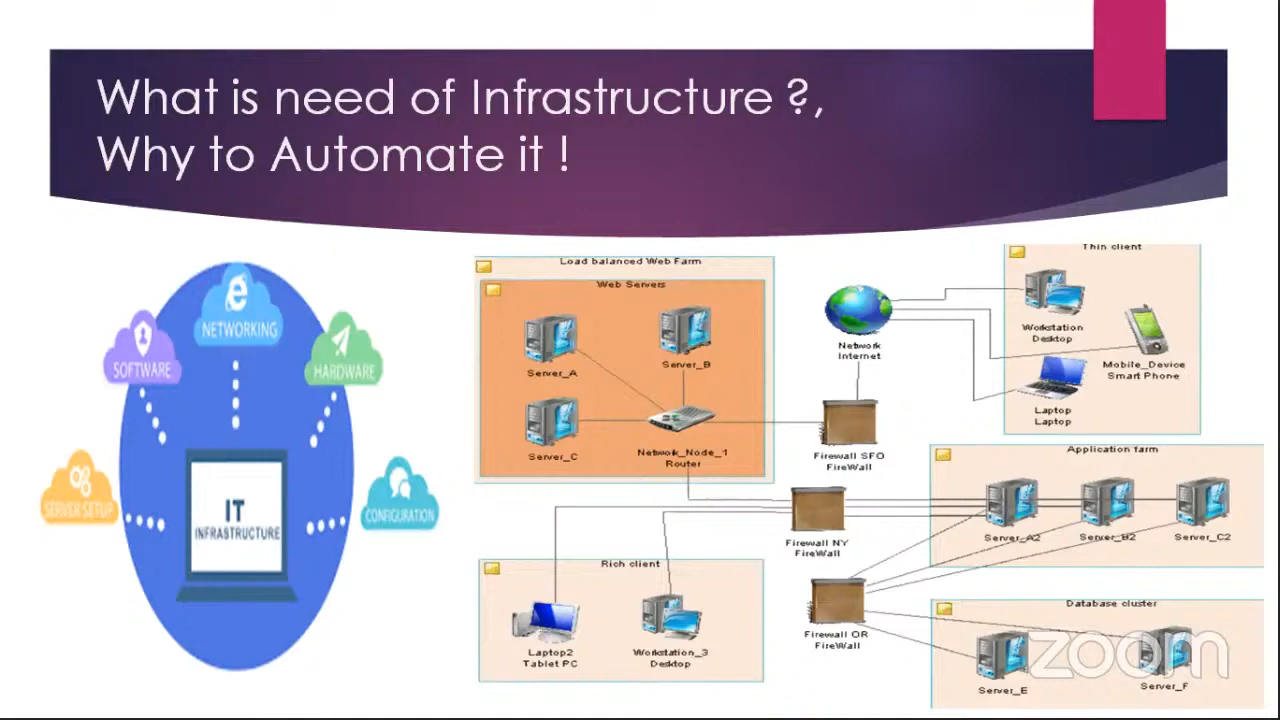 What is need of Infrastructure ?,
Why to Automate it !
NETWORKING
SOFTWARE
HARDWARE
SERVER SETUP
CONFIGURATION
IT
INFRASTRUCTURE
Load balanced Web Farm
Web Servers
Server_A
Server_B
Server_C
Network_Node_1
Router
Network
Internet
Firewall SFO
FireWall
Thin client
Workstation
Desktop
Mobile_Device
Smart Phone
Laptop
Laptop
Application farm
Server_A2
Server_B2
Server_C2
Firewall NY
FireWall
Rich client
Laptop2
Tablet PC
Workstation_3
Desktop
Firewall OR
FireWall
Database cluster
Server_E
Server_F
zoom